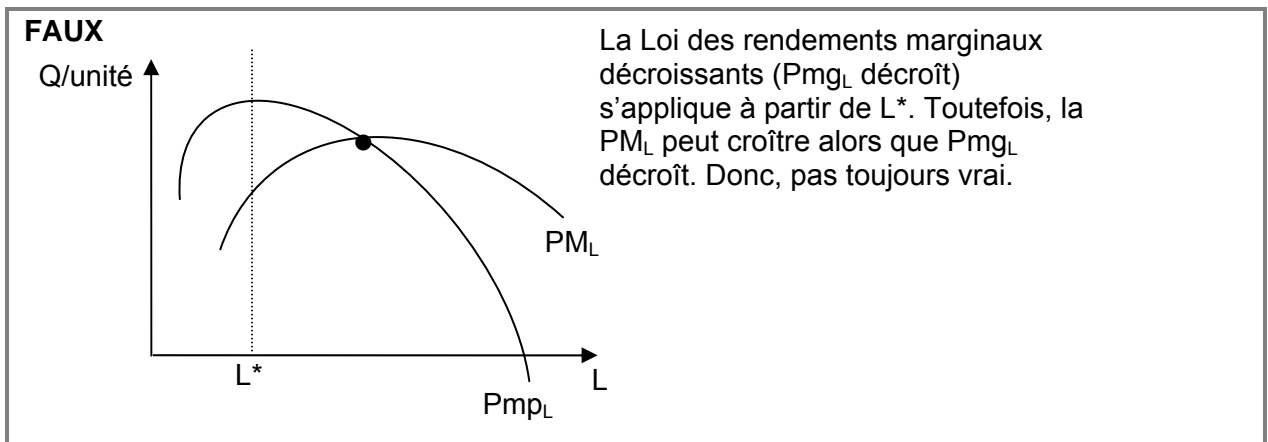 FAUX
Q/unité
La Loi des rendements marginaux
décroissants (PmgL décroît)
s'applique à partir de L*. Toutefois, la
PML peut croître alors que PmgL
décroît. Donc, pas toujours vrai.
PML
L*
L
PmpL